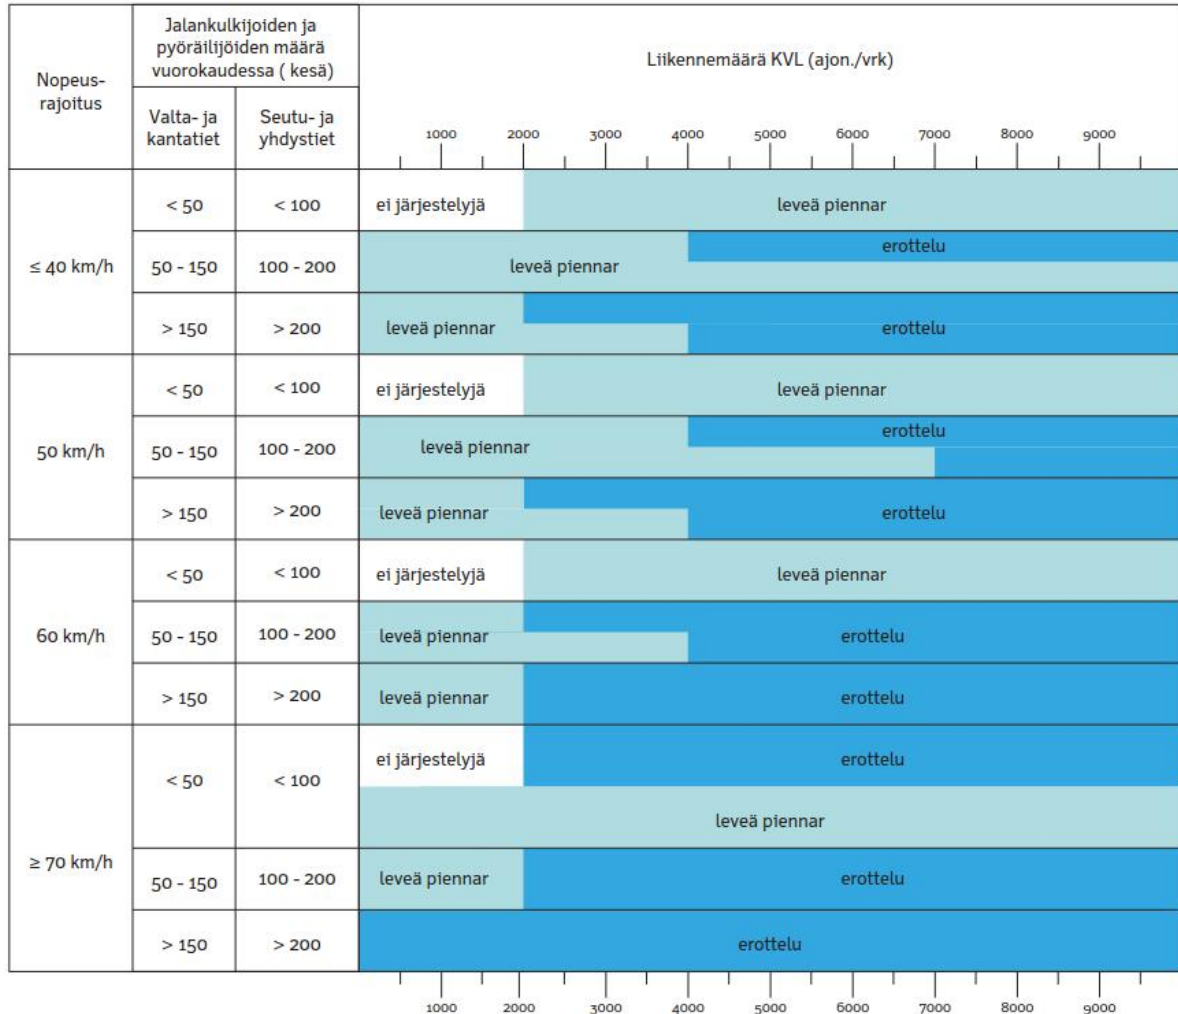 Nopeus-
rajoitus
Jalankulkijoiden ja
pyöräilijöiden määrä
vuorokaudessa ( kesä)
Valta- ja
kantatiet
Seutu- ja
yhdystiet
Liikennemäärä KVL (ajon./vrk)
1000 2000 3000 4000 5000 6000 7000 8000 9000
≤ 40 km/h
< 50 < 100 ei järjestelyjä leveä piennar
50 - 150 100 - 200 leveä piennar erottelu
> 150 > 200 leveä piennar erottelu
50 km/h
< 50 < 100 ei järjestelyjä leveä piennar
50 - 150 100 - 200 leveä piennar erottelu
> 150 > 200 leveä piennar erottelu
60 km/h
< 50 < 100 ei järjestelyjä leveä piennar
50 - 150 100 - 200 leveä piennar erottelu
> 150 > 200 leveä piennar erottelu
≥ 70 km/h
< 50 < 100 ei järjestelyjä erottelu
leveä piennar
50 - 150 100 - 200 leveä piennar erottelu
> 150 > 200 erottelu
1000 2000 3000 4000 5000 6000 7000 8000 9000